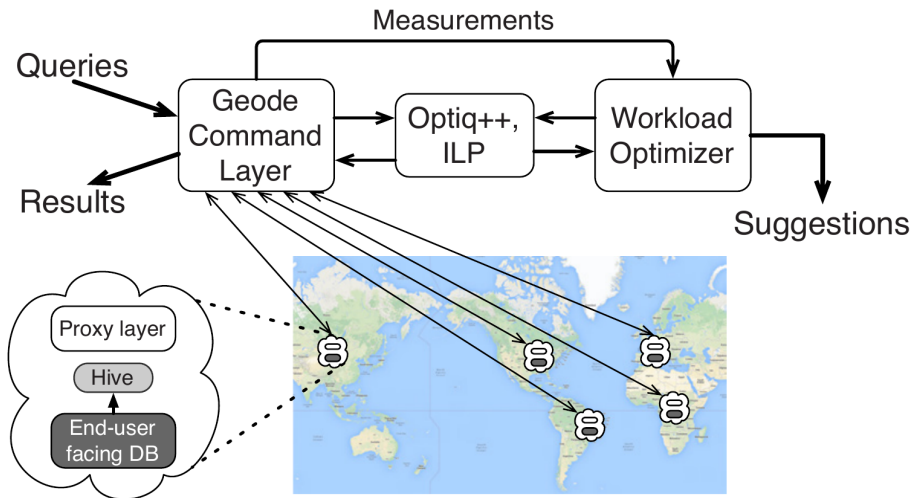 Measurements
Queries
Geode
Command
Layer
Optiq++,
ILP
Workload
Optimizer
Results
Suggestions
Proxy layer
Hive
End-user
facing DB